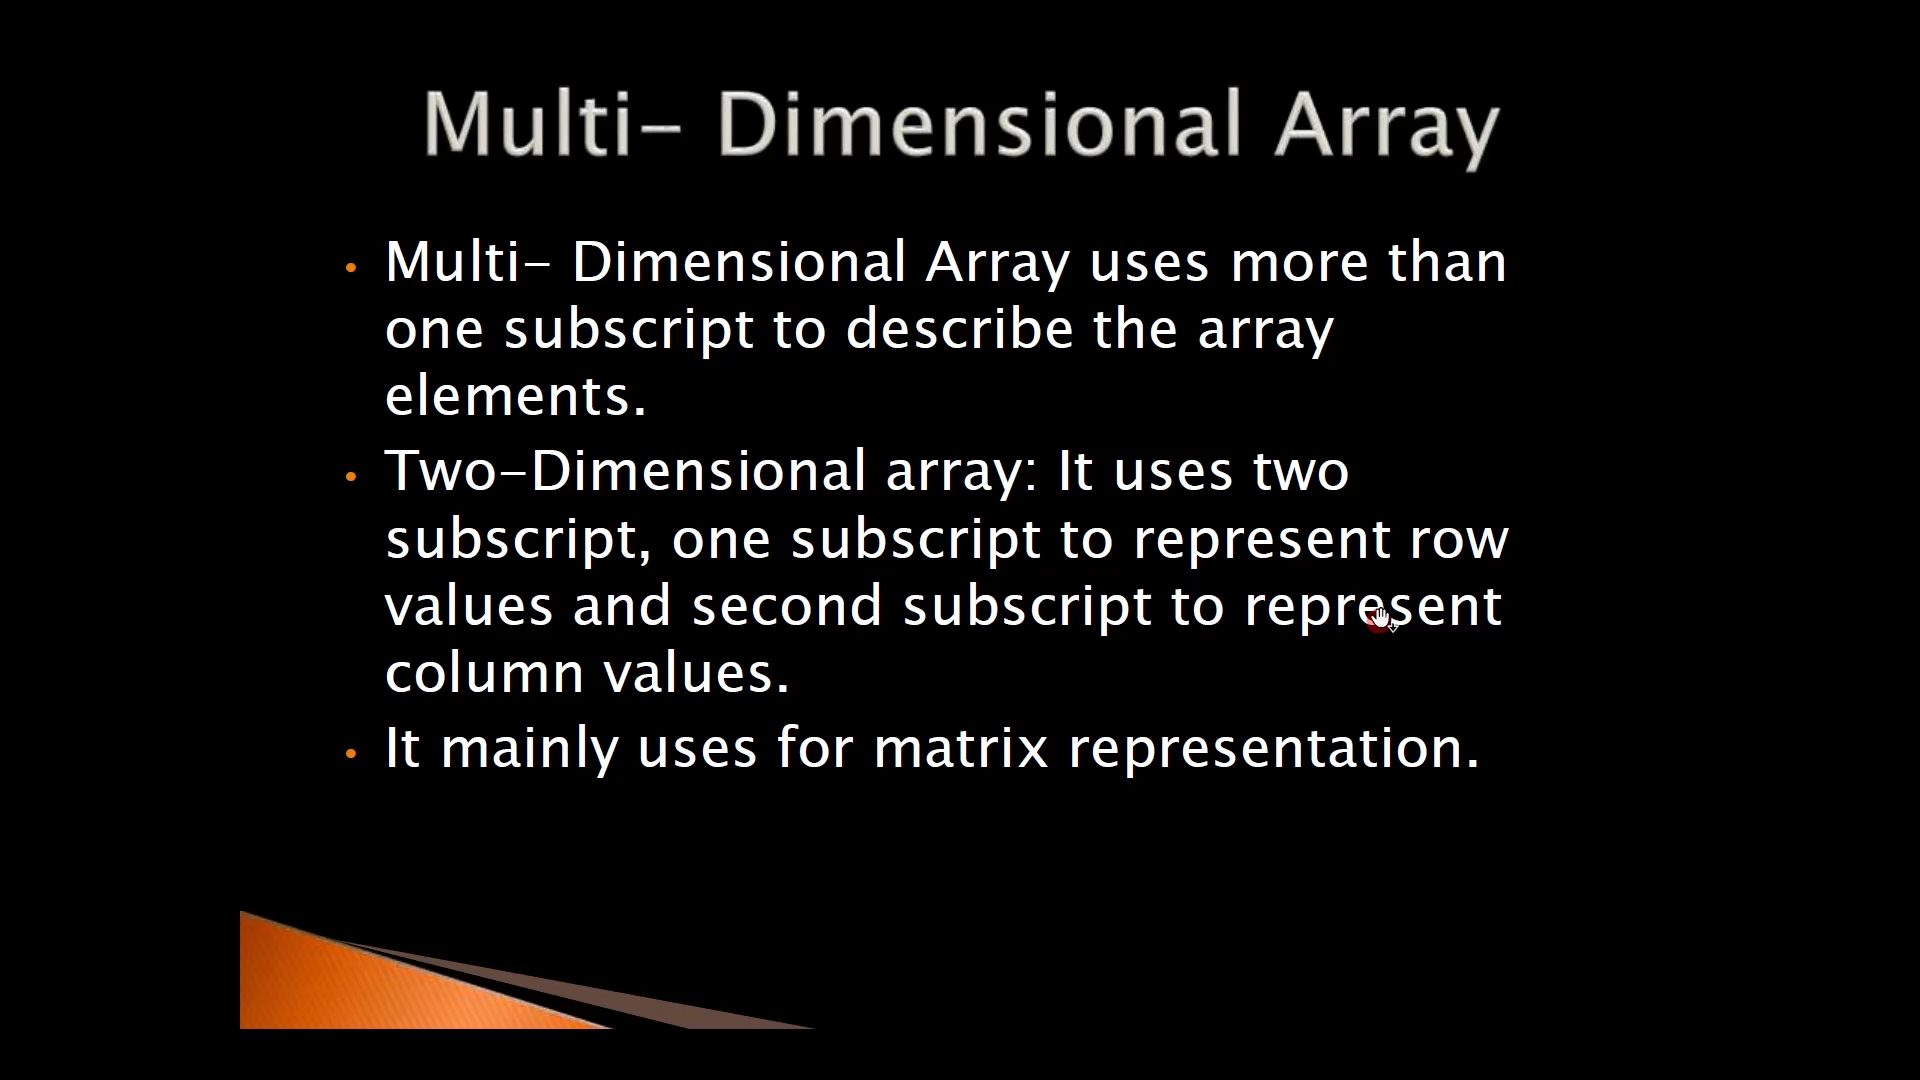 Multi- Dimensional Array
• Multi- Dimensional Array uses more than
one subscript to describe the array
elements.
• Two-Dimensional array: It uses two
subscript, one subscript to represent row
values and second subscript to represent
column values.
• It mainly uses for matrix representation.